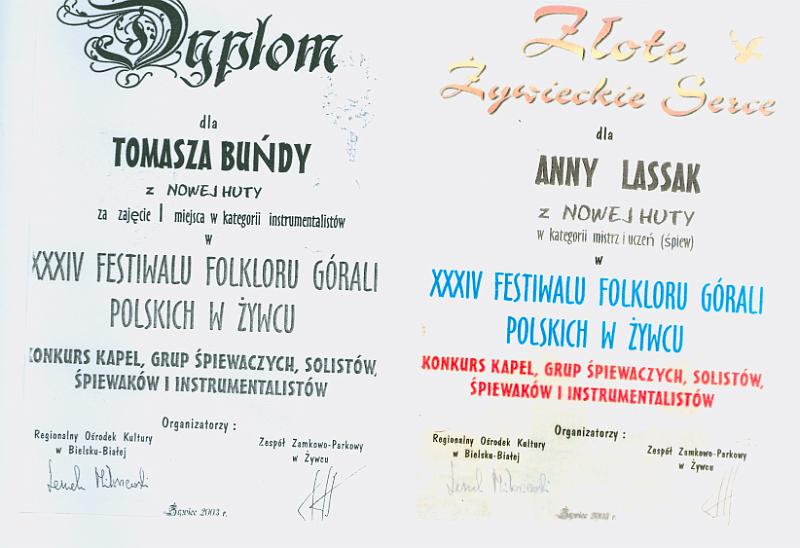 Dyplom
dla
TOMASZA BUŃDY
z NOWEJ HUTY
za zajęcie I miejsca w kategorii instrumentalistów
w
XXXIV FESTIWALU FOLKLORU GÓRALI
POLSKICH W ŻYWCU
KONKURS KAPEL, GRUP ŚPIEWACZYCH, SOLISTÓW,
ŚPIEWAKÓW I INSTRUMENTALISTÓW
Organizatorzy :
Regionalny Ośrodek Kultury
w Bielsku-Białej
Zespół Zamkowo-Parkowy
w Żywcu
Żywiec 2003 r.
Złote
Żywieckie Serce
dla
ANNY LASSAK
z NOWEJ HUTY
w kategorii mistrz i uczeń (śpiew)
w
XXXIV FESTIWALU FOLKLORU GÓRALI
POLSKICH W ŻYWCU
KONKURS KAPEL, GRUP ŚPIEWACZYCH, SOLISTÓW,
ŚPIEWAKÓW I INSTRUMENTALISTÓW
Organizatorzy :
Regionalny Ośrodek Kultury
w Bielsku-Białej
Zespół Zamkowo-Parkowy
w Żywcu
Żywiec 2003 r.